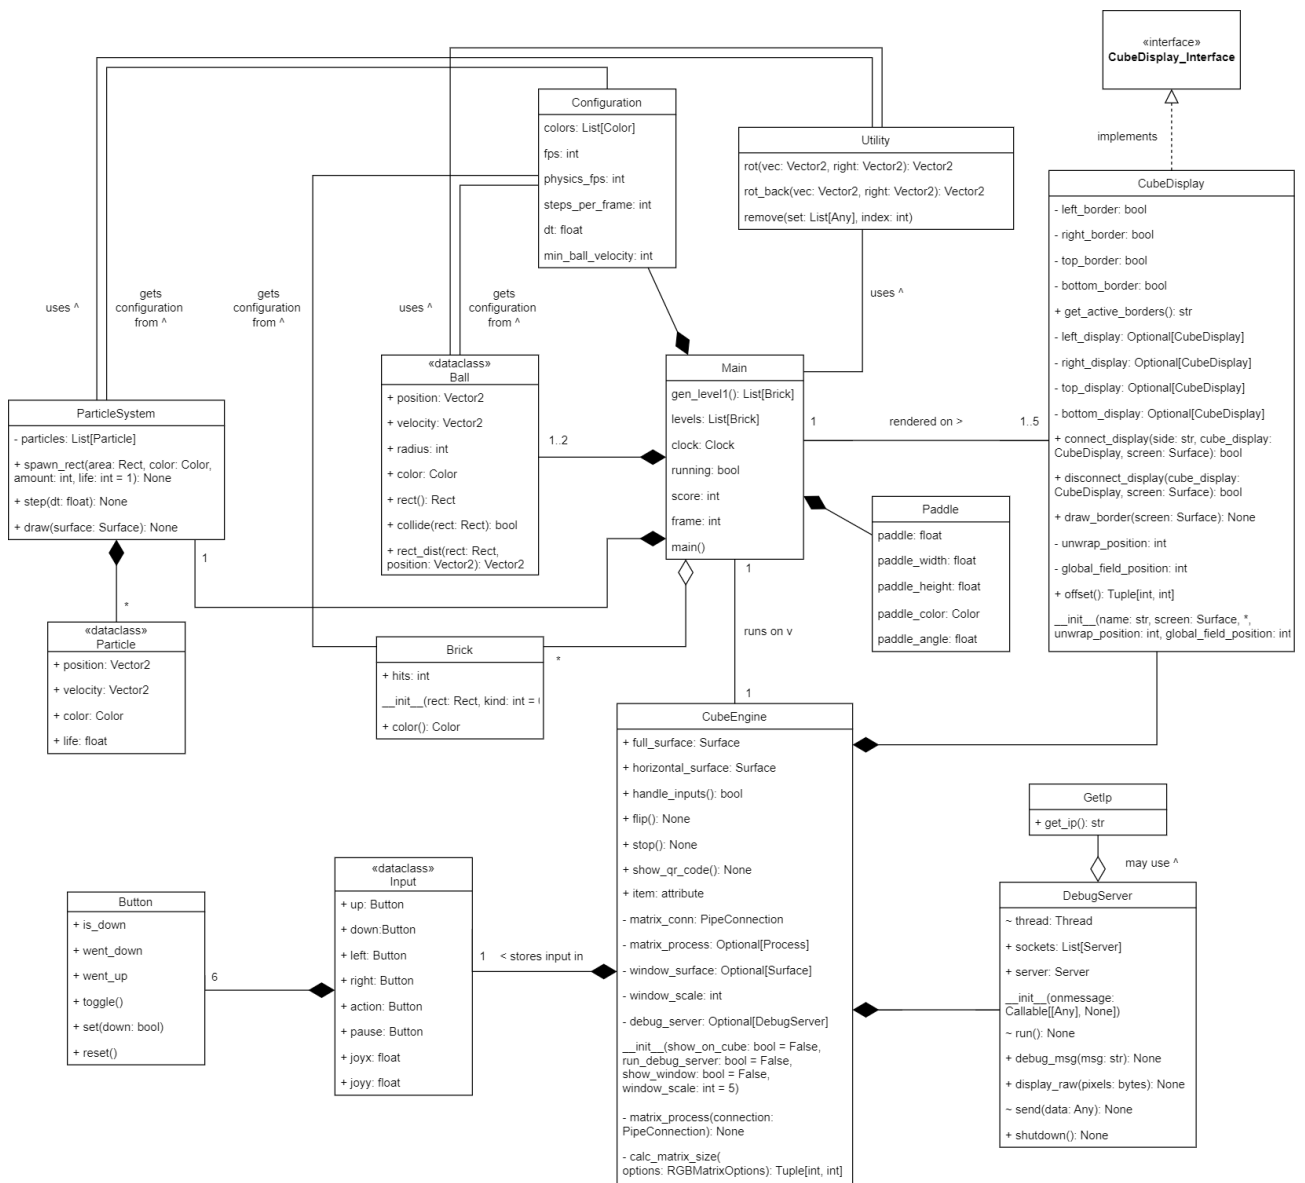 «interface»
CubeDisplay_Interface
implements
Configuration
colors: List[Color]
fps: int
physics_fps: int
steps_per_frame: int
dt: float
min_ball_velocity: int
Utility
rot(vec: Vector2, right: Vector2): Vector2
rot_back(vec: Vector2, right: Vector2): Vector2
remove(set: List[Any], index: int)
CubeDisplay
- left_border: bool
- right_border: bool
- top_border: bool
- bottom_border: bool
+ get_active_borders(): str
- left_display: Optional[CubeDisplay]
- right_display: Optional[CubeDisplay]
- top_display: Optional[CubeDisplay]
- bottom_display: Optional[CubeDisplay]
+ connect_display(side: str, cube_display:
CubeDisplay, screen: Surface): bool
+ disconnect_display(cube_display:
CubeDisplay, screen: Surface): bool
+ draw_border(screen: Surface): None
- unwrap_position: int
- global_field_position: int
+ offset(): Tuple[int, int]
__init__(name: str, screen: Surface, *,
unwrap_position: int, global_field_position: int
uses ^
gets
configuration
from ^
gets
configuration
from ^
uses ^
gets
configuration
from ^
uses ^
«dataclass»
Ball
+ position: Vector2
+ velocity: Vector2
+ radius: int
+ color: Color
+ rect(): Rect
+ collide(rect: Rect): bool
+ rect_dist(rect: Rect,
position: Vector2): Vector2
1..2
Main
gen_level1(): List[Brick]
levels: List[Brick]
clock: Clock
running: bool
score: int
frame: int
main()
1
rendered on >
1..5
ParticleSystem
- particles: List[Particle]
+ spawn_rect(area: Rect, color: Color,
amount: int, life: int = 1): None
+ step(dt: float): None
+ draw(surface: Surface): None
1
*
Paddle
paddle: float
paddle_width: float
paddle_height: float
paddle_color: Color
paddle_angle: float
«dataclass»
Particle
+ position: Vector2
+ velocity: Vector2
+ color: Color
+ life: float
Brick
+ hits: int
__init__(rect: Rect, kind: int =
+ color(): Color
*
1
runs on v
1
CubeEngine
+ full_surface: Surface
+ horizontal_surface: Surface
+ handle_inputs(): bool
+ flip(): None
+ stop(): None
+ show_qr_code(): None
+ item: attribute
- matrix_conn: PipeConnection
- matrix_process: Optional[Process]
- window_surface: Optional[Surface]
- window_scale: int
- debug_server: Optional[DebugServer]
__init__(show_on_cube: bool = False,
run_debug_server: bool = False,
show_window: bool = False,
window_scale: int = 5)
- matrix_process(connection:
PipeConnection): None
- calc_matrix_size(
options: RGBMatrixOptions): Tuple[int, int]
GetIp
+ get_ip(): str
may use ^
DebugServer
~ thread: Thread
+ sockets: List[Server]
+ server: Server
__init__(onmessage:
Callable[[Any], None])
~ run(): None
+ debug_msg(msg: str): None
+ display_raw(pixels: bytes): None
~ send(data: Any): None
+ shutdown(): None
«dataclass»
Input
+ up: Button
+ down:Button
+ left: Button
+ right: Button
+ action: Button
+ pause: Button
+ joyx: float
+ joyy: float
1
< stores input in
Button
+ is_down
+ went_down
+ went_up
+ toggle()
+ set(down: bool)
+ reset()
6